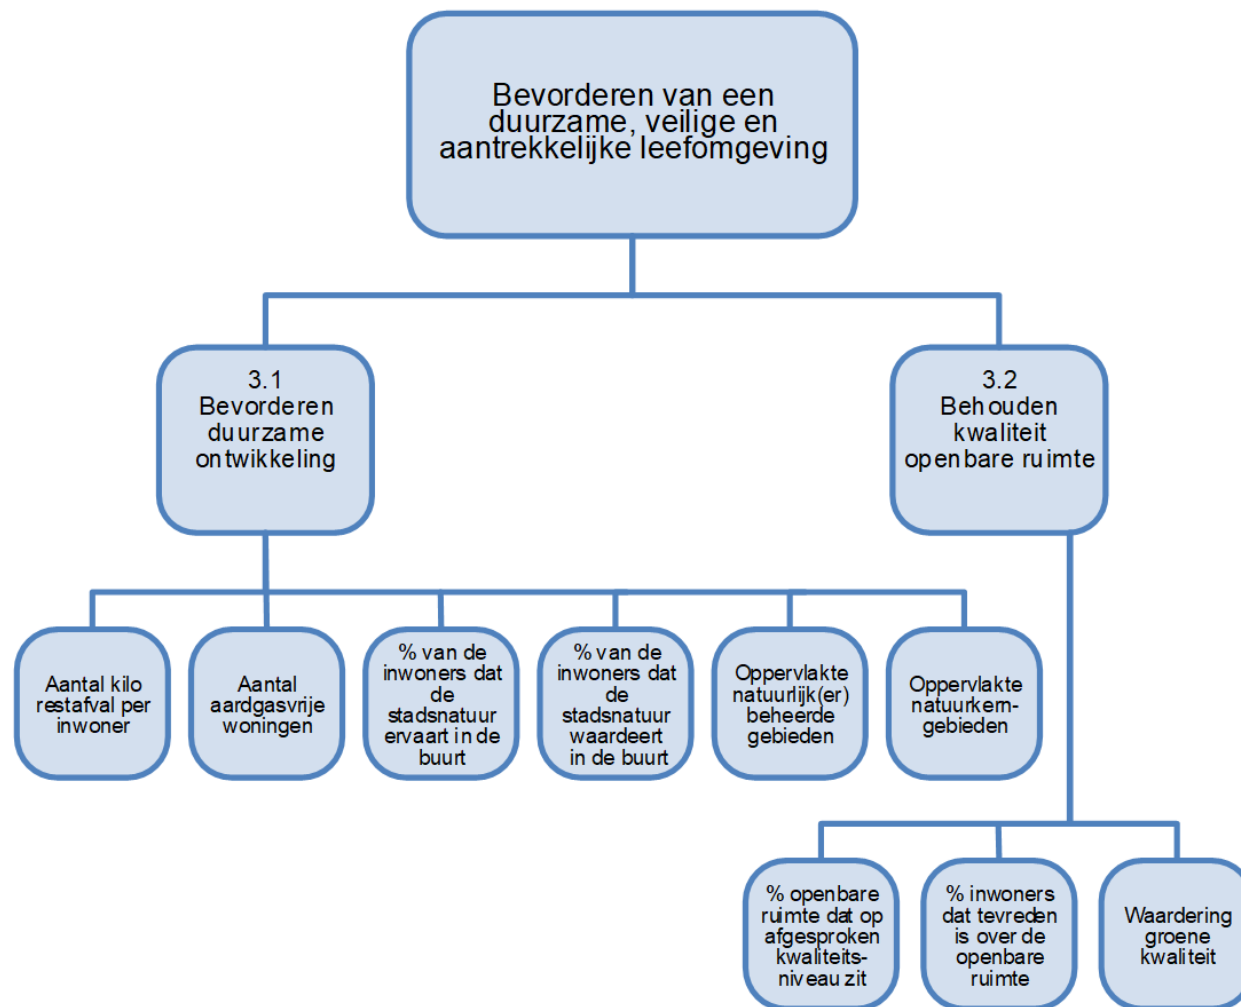 Bevorderen van een
duurzame, veilige en
aantrekkelijke leefomgeving
3.1
Bevorderen
duurzame
ontwikkeling
3.2
Behouden
kwaliteit
openbare ruimte
Aantal kilo
restafval per
inwoner
Aantal
aardgasvrije
woningen
% van de
inwoners dat
de
stadsnatuur
ervaart in de
buurt
% van de
inwoners dat
de
stadsnatuur
waardeert
in de buurt
Oppervlakte
natuurlijk(er)
beheerde
gebieden
Oppervlakte
natuurkern-
gebieden
% openbare
ruimte dat op
afgesproken
kwaliteits-
niveau zit
% inwoners
dat tevreden
is over de
openbare
ruimte
Waardering
groene
kwaliteit